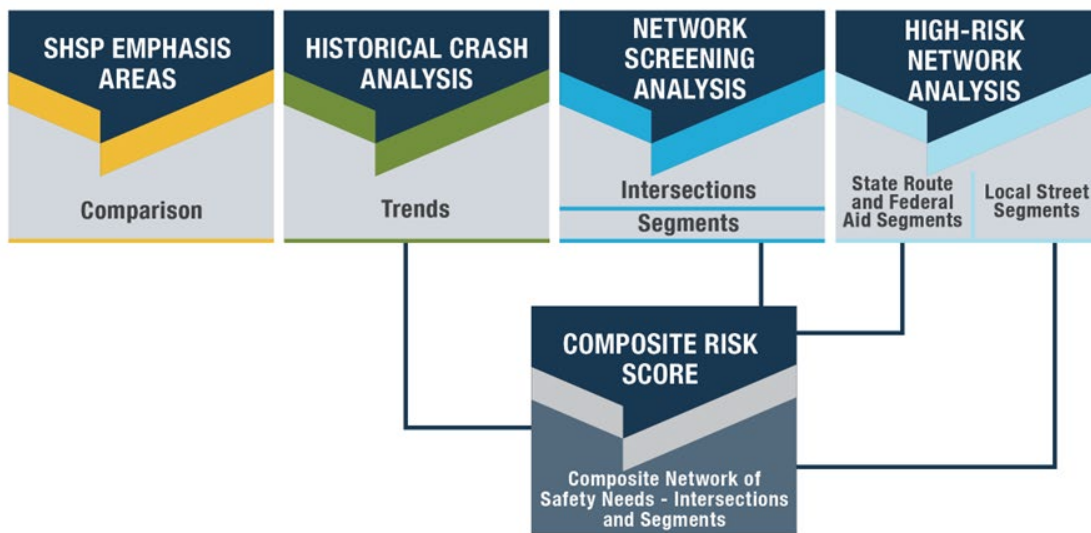 SHSP EMPHASIS
AREAS
Comparison
HISTORICAL CRASH
ANALYSIS
Trends
NETWORK
SCREENING
ANALYSIS
Intersections
Segments
HIGH-RISK
NETWORK
ANALYSIS
State Route
and Federal
Aid Segments
Local Street
Segments
COMPOSITE RISK
SCORE
Composite Network of
Safety Needs - Intersections
and Segments